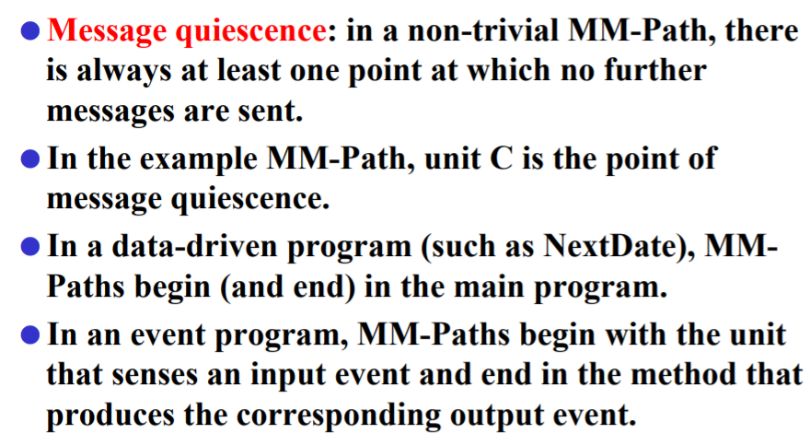 ● Message quiescence: in a non-trivial MM-Path, there
is always at least one point at which no further
messages are sent.
● In the example MM-Path, unit C is the point of
message quiescence.
● In a data-driven program (such as NextDate), MM-
Paths begin (and end) in the main program.
● In an event program, MM-Paths begin with the unit
that senses an input event and end in the method that
produces the corresponding output event.